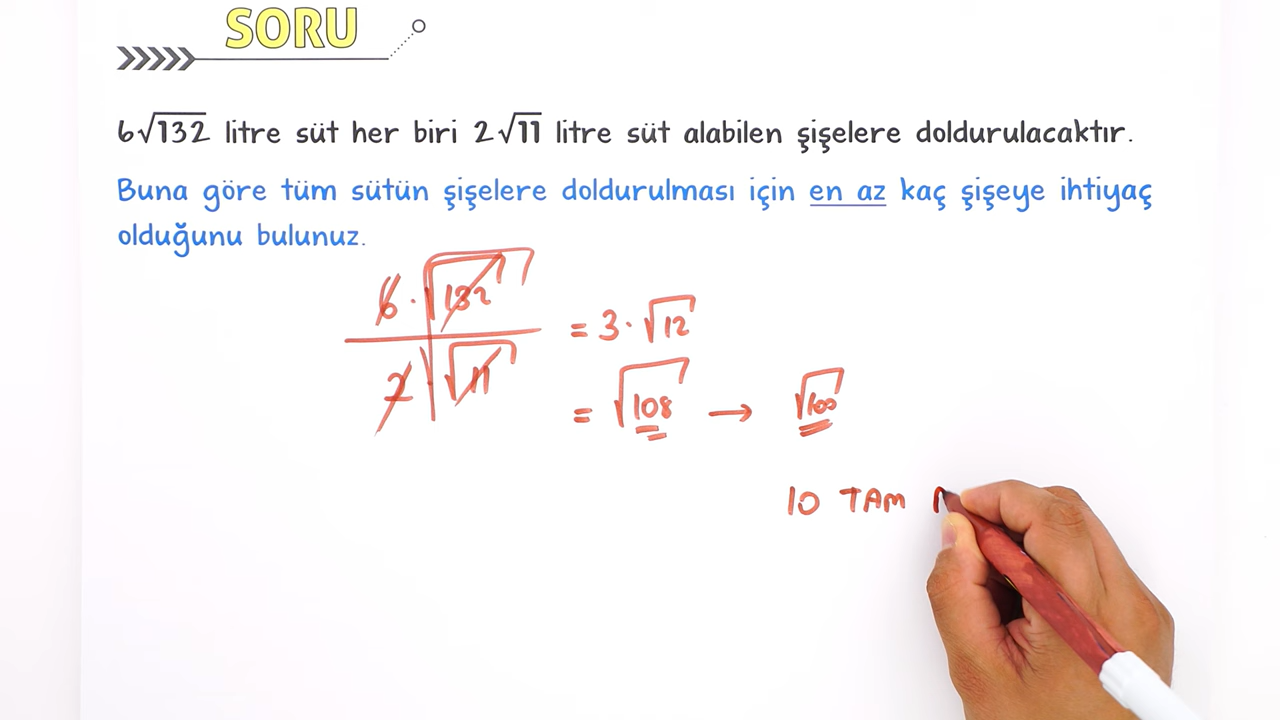 SORU
6√132 litre süt her biri 2√11 litre süt alabilen şişelere doldurulacaktır.
Buna göre tüm sütün şişelere doldurulması için en az kaç şişeye ihtiyaç
olduğunu bulunuz.
6·√132
2√11
= 3·√12
= √108 → √100
10 TAM